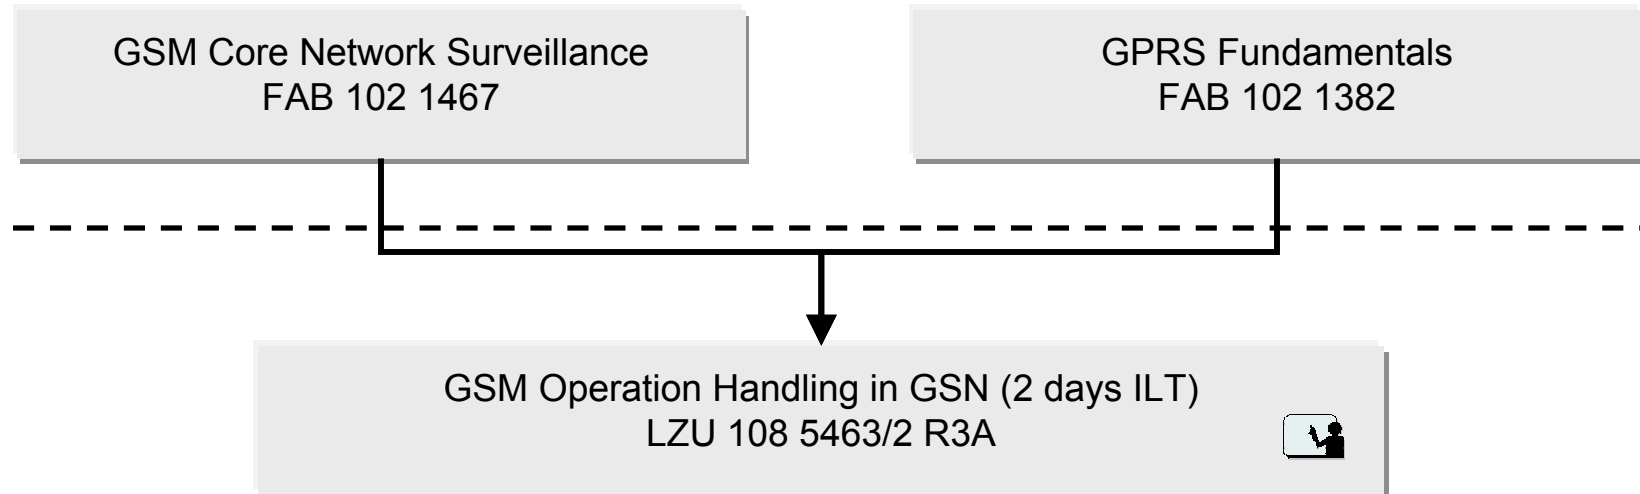 GSM Core Network Surveillance
FAB 102 1467
GPRS Fundamentals
FAB 102 1382
GSM Operation Handling in GSN (2 days ILT)
LZU 108 5463/2 R3A